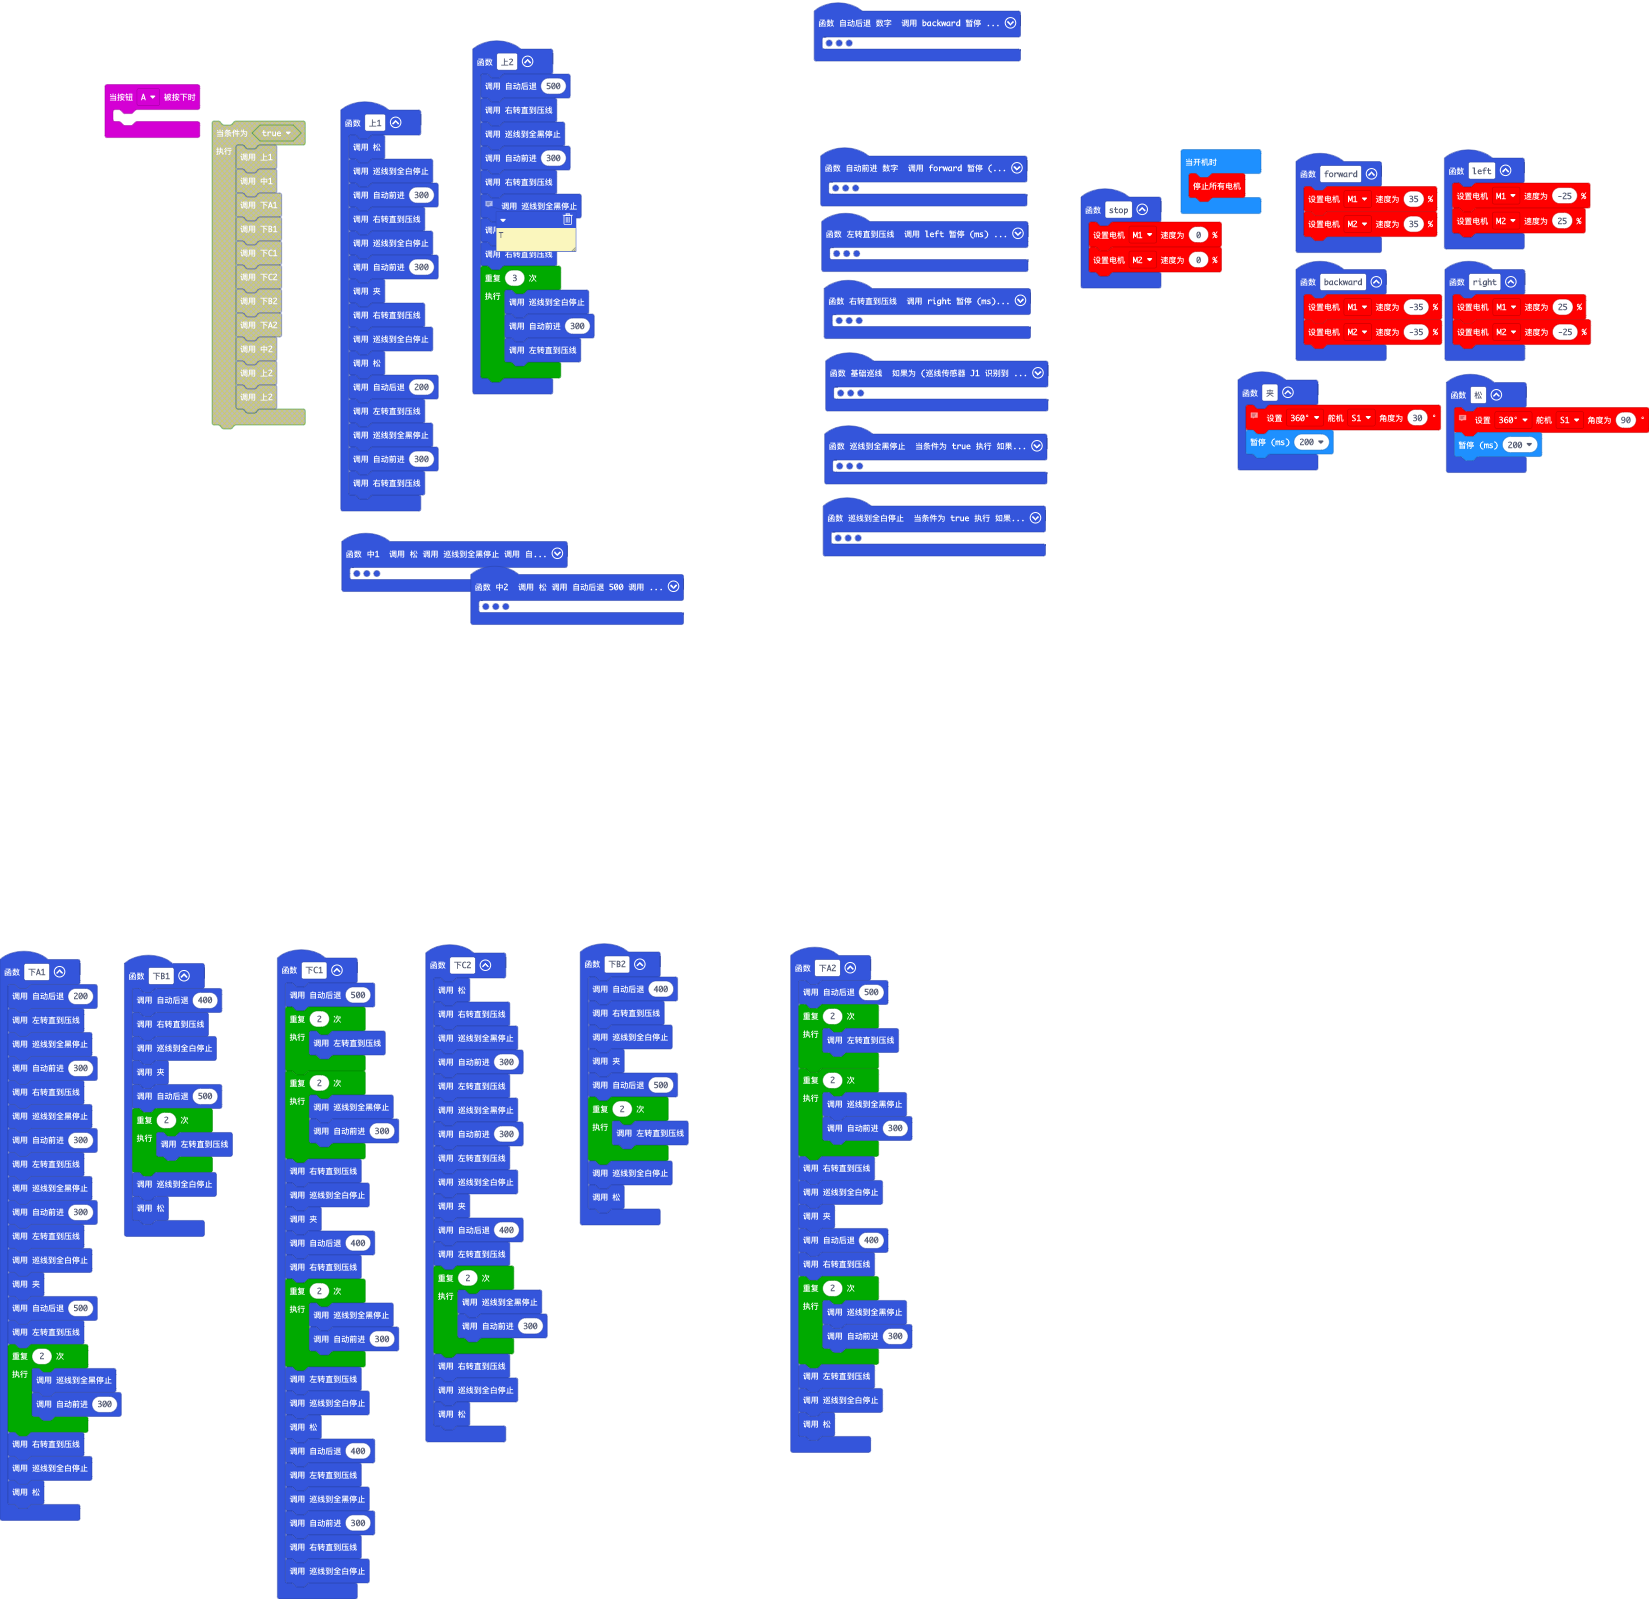 函数 自动后退 数字 调用 backward 暂停 ...
当按钮 A 被按下时
当条件为 true
执行 调用 上1
调用 中1
调用 下A1
调用 下B1
调用 下C1
调用 下C2
调用 下B2
调用 下A2
调用 中2
调用 上2
调用 上2
函数 上1
调用 松
调用 巡线到全白停止
调用 自动前进 300
调用 右转直到压线
调用 巡线到全白停止
调用 自动前进 300
调用 夹
调用 右转直到压线
调用 巡线到全白停止
调用 松
调用 自动后退 200
调用 左转直到压线
调用 巡线到全黑停止
调用 自动前进 300
调用 右转直到压线
函数 上2
调用 自动后退 500
调用 右转直到压线
调用 巡线到全黑停止
调用 自动前进 300
调用 右转直到压线
调用 巡线到全黑停止
T
调用 右转直到压线
重复 3 次
执行 调用 巡线到全白停止
调用 自动前进 300
调用 左转直到压线
函数 中1 调用 松 调用 巡线到全黑停止 调用 自...
函数 中2 调用 松 调用 自动后退 500 调用 ...
函数 自动前进 数字 调用 forward 暂停 (...
函数 左转直到压线 调用 left 暂停 (ms) ...
函数 右转直到压线 调用 right 暂停 (ms)...
函数 基础巡线 如果为 (巡线传感器 J1 识别到 ...
函数 巡线到全黑停止 当条件为 true 执行 如果...
函数 巡线到全白停止 当条件为 true 执行 如果...
函数 stop
设置电机 M1 速度为 0 %
设置电机 M2 速度为 0 %
当开机时
停止所有电机
函数 forward
设置电机 M1 速度为 35 %
设置电机 M2 速度为 35 %
函数 left
设置电机 M1 速度为 -25 %
设置电机 M2 速度为 25 %
函数 backward
设置电机 M1 速度为 -35 %
设置电机 M2 速度为 -35 %
函数 right
设置电机 M1 速度为 25 %
设置电机 M2 速度为 -25 %
函数 夹
设置 360° 舵机 S1 角度为 30 °
暂停 (ms) 200
函数 松
设置 360° 舵机 S1 角度为 90 °
暂停 (ms) 200
函数 下A1
调用 自动后退 200
调用 左转直到压线
调用 巡线到全黑停止
调用 自动前进 300
调用 右转直到压线
调用 巡线到全黑停止
调用 自动前进 300
调用 左转直到压线
调用 巡线到全黑停止
调用 自动前进 300
调用 左转直到压线
调用 巡线到全白停止
调用 夹
调用 自动后退 500
调用 左转直到压线
重复 2 次
执行 调用 巡线到全黑停止
调用 自动前进 300
调用 右转直到压线
调用 巡线到全白停止
调用 松
函数 下B1
调用 自动后退 400
调用 右转直到压线
调用 巡线到全白停止
调用 夹
调用 自动后退 500
重复 2 次
执行 调用 左转直到压线
调用 巡线到全白停止
调用 松
函数 下C1
调用 自动后退 500
重复 2 次
执行 调用 左转直到压线
重复 2 次
执行 调用 巡线到全黑停止
调用 自动前进 300
调用 右转直到压线
调用 巡线到全白停止
调用 夹
调用 自动后退 400
调用 右转直到压线
重复 2 次
执行 调用 巡线到全黑停止
调用 自动前进 300
调用 左转直到压线
调用 巡线到全白停止
调用 松
调用 自动后退 400
调用 左转直到压线
调用 巡线到全黑停止
调用 自动前进 300
调用 右转直到压线
调用 巡线到全白停止
函数 下C2
调用 松
调用 右转直到压线
调用 巡线到全黑停止
调用 自动前进 300
调用 左转直到压线
调用 巡线到全黑停止
调用 自动前进 300
调用 左转直到压线
调用 巡线到全白停止
调用 夹
调用 自动后退 400
调用 左转直到压线
重复 2 次
执行 调用 巡线到全黑停止
调用 自动前进 300
调用 右转直到压线
调用 巡线到全白停止
调用 松
函数 下B2
调用 自动后退 400
调用 右转直到压线
调用 巡线到全白停止
调用 夹
调用 自动后退 500
重复 2 次
执行 调用 左转直到压线
调用 巡线到全白停止
调用 松
函数 下A2
调用 自动后退 500
重复 2 次
执行 调用 左转直到压线
重复 2 次
执行 调用 巡线到全黑停止
调用 自动前进 300
调用 右转直到压线
调用 巡线到全白停止
调用 夹
调用 自动后退 400
调用 右转直到压线
重复 2 次
执行 调用 巡线到全黑停止
调用 自动前进 300
调用 左转直到压线
调用 巡线到全白停止
调用 松